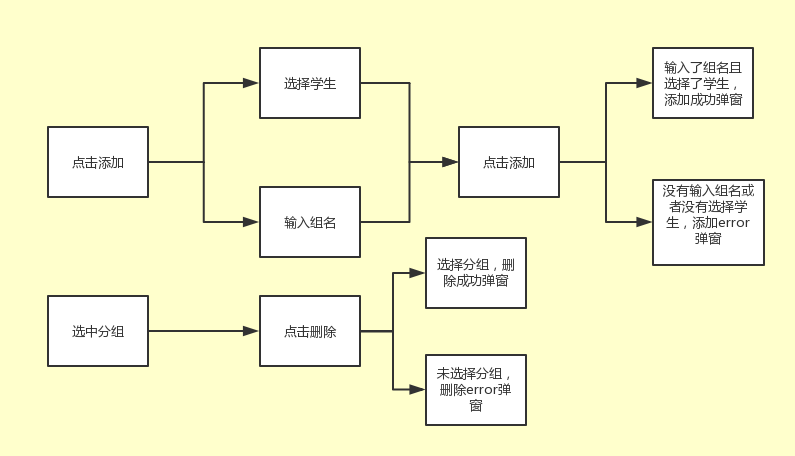 选择学生
输入了组名且
选择了学生，
添加成功弹窗
点击添加
点击添加
输入组名
没有输入组名或
者没有选择学
生，添加error
弹窗
选择分组，删
除成功弹窗
选中分组
点击删除
未选择分组，
删除error弹
窗